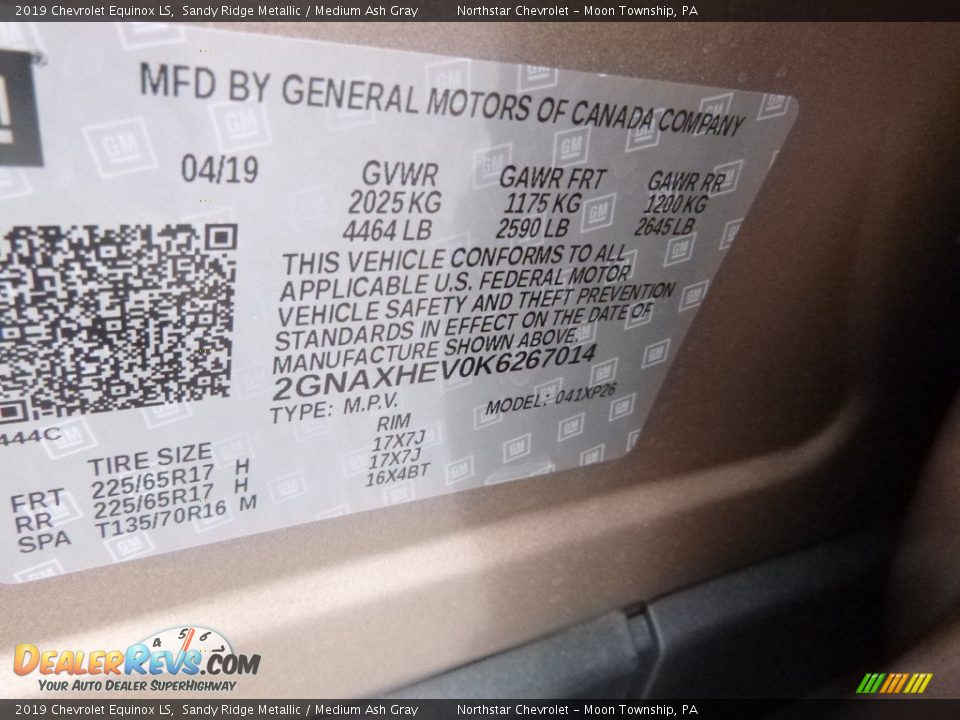 2019 Chevrolet Equinox LS, Sandy Ridge Metallic / Medium Ash Gray Northstar Chevrolet - Moon Township, PA
MFD BY GENERAL MOTORS OF CANADA COMPANY
04/19
GVWR GAWR FRT GAWR RR
2025 KG 1175 KG 1200 KG
4464 LB 2590 LB 2645 LB
THIS VEHICLE CONFORMS TO ALL
APPLICABLE U.S. FEDERAL MOTOR
VEHICLE SAFETY AND THEFT PREVENTION
STANDARDS IN EFFECT ON THE DATE OF
MANUFACTURE SHOWN ABOVE.
2GNAXHEV0K6267014
TYPE: M.P.V. MODEL: 041XP26
444C
TIRE SIZE RIM
FRT 225/65R17 H 17X7J
RR 225/65R17 H 17X7J
SPA T135/70R16 M 16X4BT
GM
4 5 6
DEALERREVS.COM
YOUR AUTO DEALER SUPERHIGHWAY
2019 Chevrolet Equinox LS, Sandy Ridge Metallic / Medium Ash Gray Northstar Chevrolet - Moon Township, PA